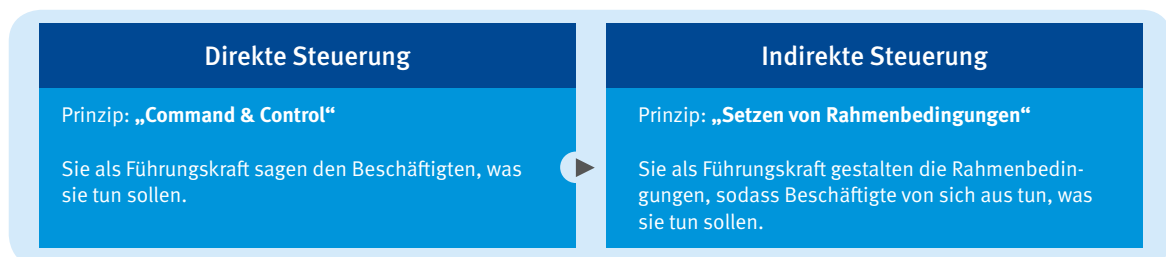 Direkte Steuerung
Prinzip: „Command & Control“
Sie als Führungskraft sagen den Beschäftigten, was
sie tun sollen.
Indirekte Steuerung
Prinzip: „Setzen von Rahmenbedingungen“
Sie als Führungskraft gestalten die Rahmenbedin-
gungen, sodass Beschäftigte von sich aus tun, was
sie tun sollen.